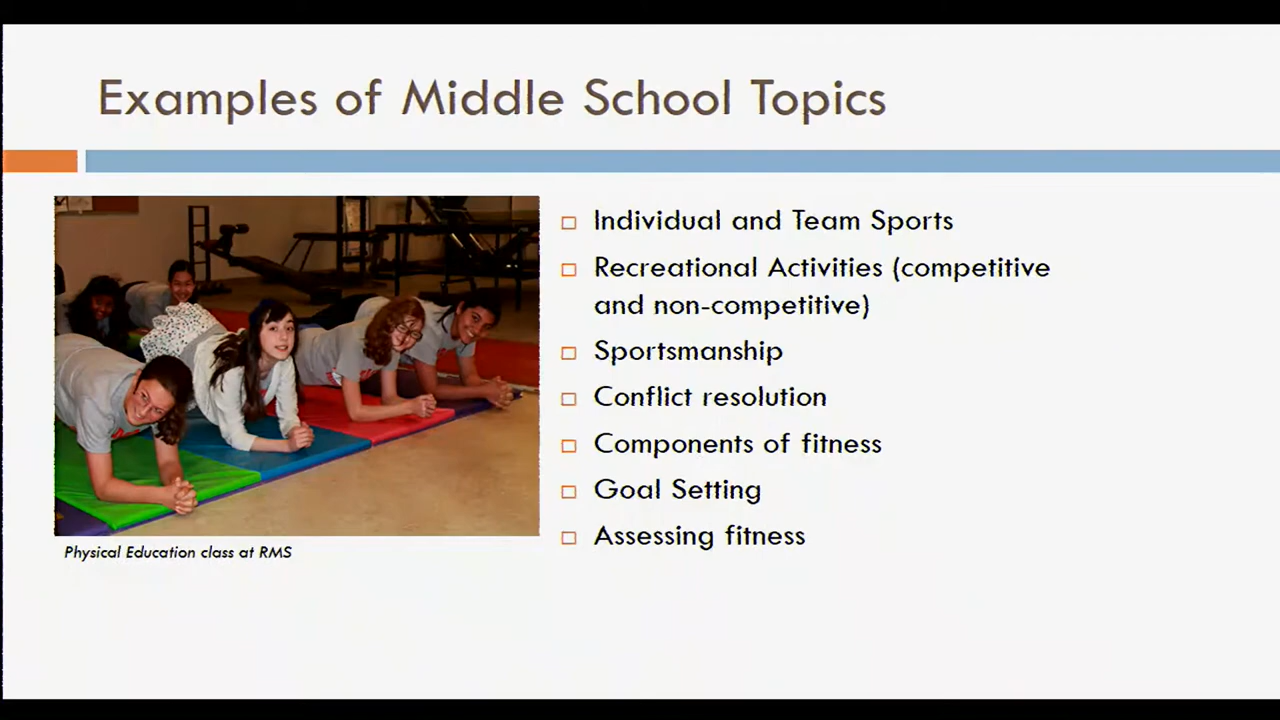 Examples of Middle School Topics
Individual and Team Sports
Recreational Activities (competitive
and non-competitive)
Sportsmanship
Conflict resolution
Components of fitness
Goal Setting
Assessing fitness
Physical Education class at RMS